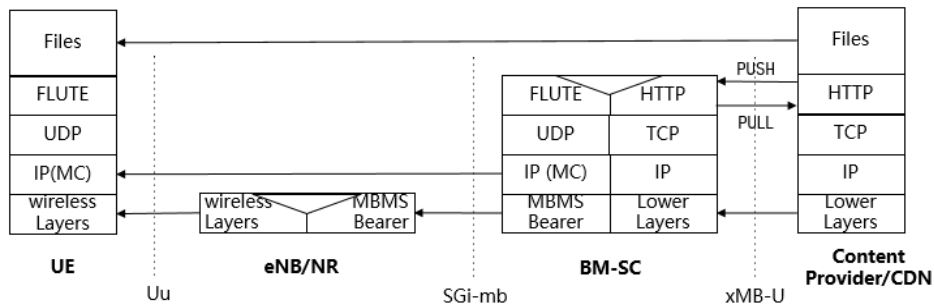 Files
Files
PUSH
FLUTE
FLUTE
HTTP
HTTP
PULL
UDP
UDP
TCP
TCP
IP(MC)
IP (MC)
IP
IP
wireless
Layers
wireless
Layers
MBMS
Bearer
MBMS
Bearer
Lower
Layers
Lower
Layers
UE
eNB/NR
BM-SC
Content
Provider/CDN
Uu
SGi-mb
xMB-U